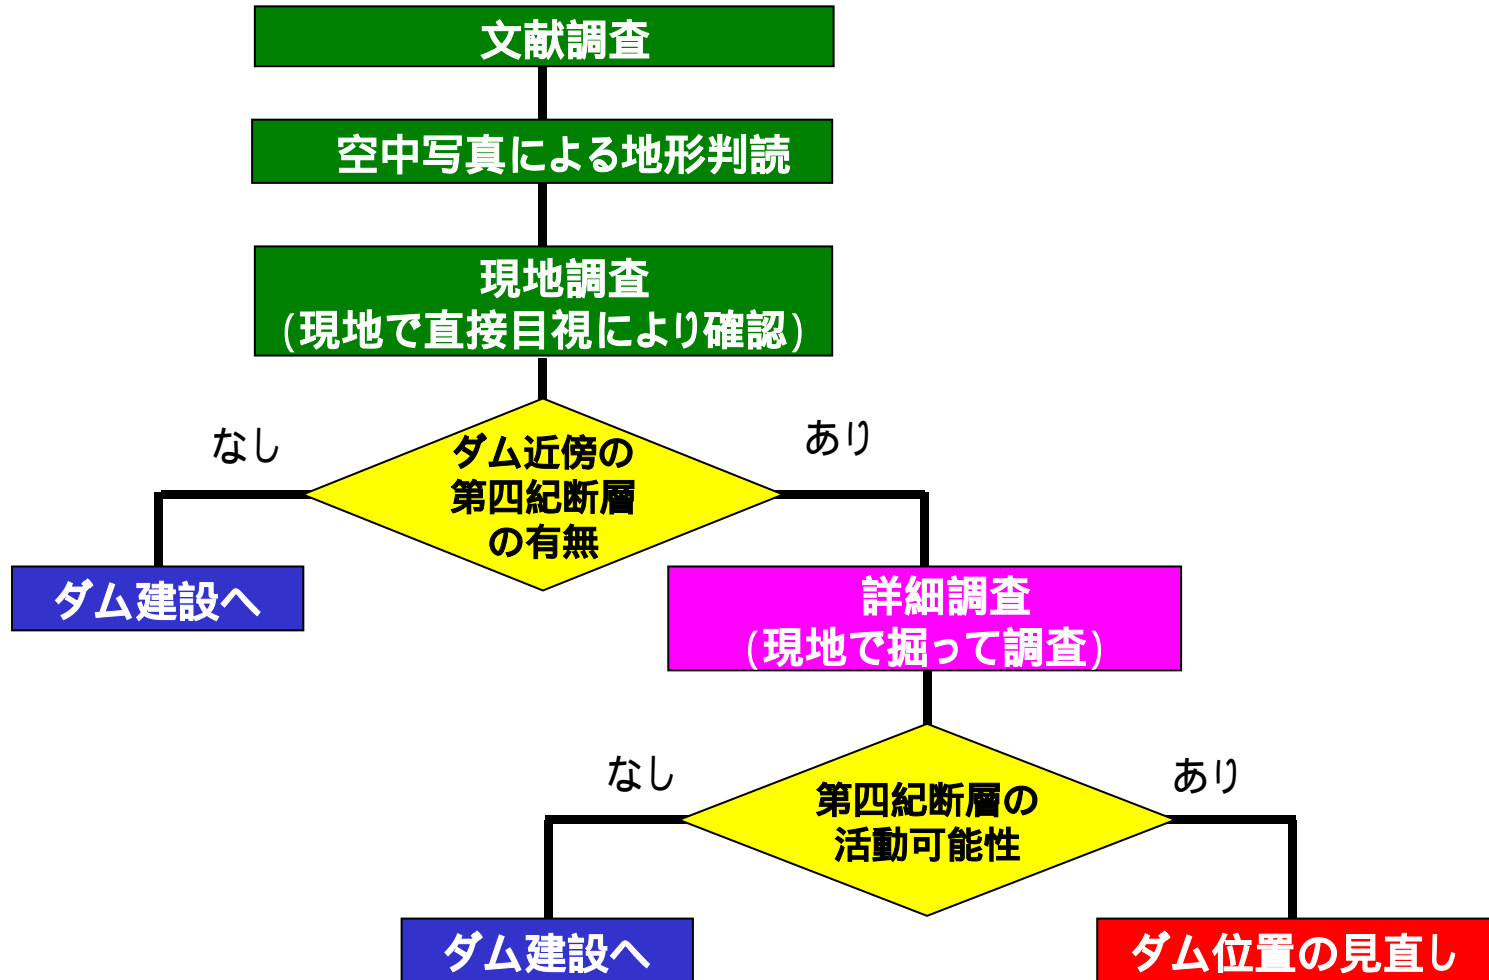 文献調査
空中写真による地形判読
現地調査
(現地で直接目視により確認)
なし
あり
ダム近傍の
第四紀断層
の有無
ダム建設へ
詳細調査
(現地で掘って調査)
なし
あり
第四紀断層の
活動可能性
ダム建設へ
ダム位置の見直し